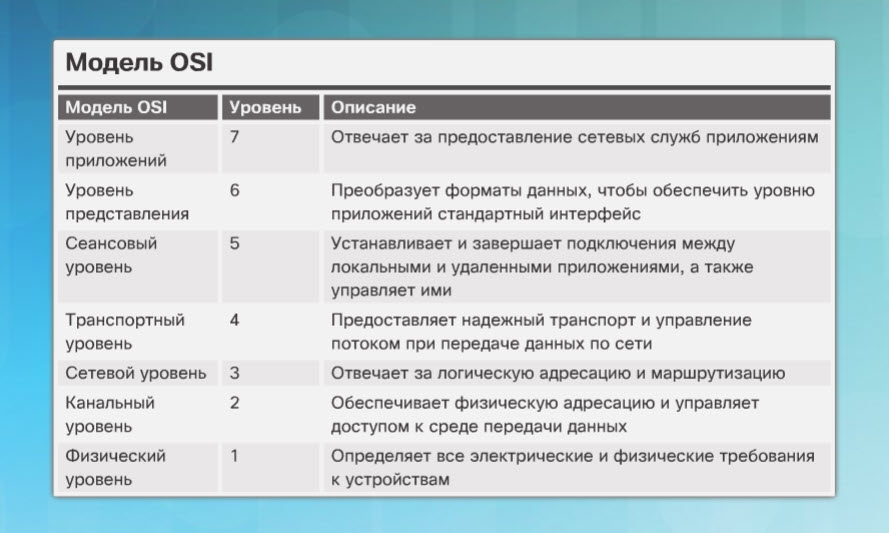 Модель OSI
Модель OSI Уровень Описание
Уровень 7 Отвечает за предоставление сетевых служб приложениям
приложений
Уровень 6 Преобразует форматы данных, чтобы обеспечить уровню
представления приложений стандартный интерфейс
Сеансовый 5 Устанавливает и завершает подключения между
уровень локальными и удаленными приложениями, а также
управляет ими
Транспортный 4 Предоставляет надежный транспорт и управление
уровень потоком при передаче данных по сети
Сетевой уровень 3 Отвечает за логическую адресацию и маршрутизацию
Канальный 2 Обеспечивает физическую адресацию и управляет
уровень доступом к среде передачи данных
Физический 1 Определяет все электрические и физические требования
уровень к устройствам